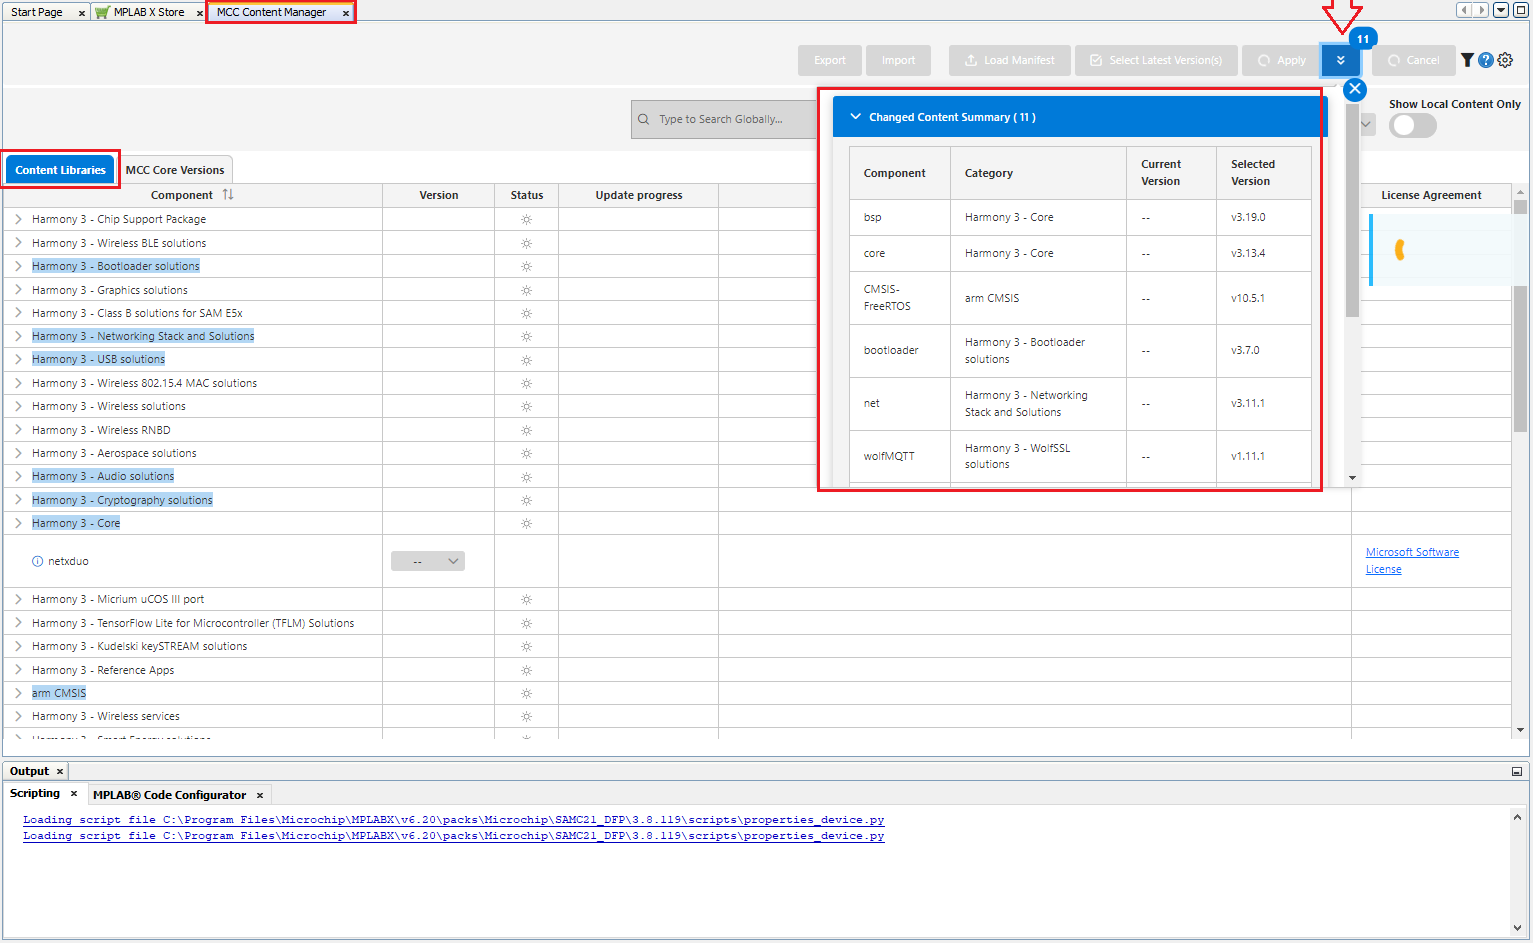 Start Page x MPLAB X Store x MCC Content Manager x
11
Export Import Load Manifest Select Latest Version(s) Apply Cancel
Type to Search Globally...
Show Local Content Only
Changed Content Summary ( 11 )
Component Category Current Version Selected Version
bsp Harmony 3 - Core -- v3.19.0
core Harmony 3 - Core -- v3.13.4
CMSIS-FreeRTOS arm CMSIS -- v10.5.1
bootloader Harmony 3 - Bootloader solutions -- v3.7.0
net Harmony 3 - Networking Stack and Solutions -- v3.11.1
wolfMQTT Harmony 3 - WolfSSL solutions -- v1.11.1
Content Libraries MCC Core Versions
Component Version Status Update progress License Agreement
Harmony 3 - Chip Support Package
Harmony 3 - Wireless BLE solutions
Harmony 3 - Bootloader solutions
Harmony 3 - Graphics solutions
Harmony 3 - Class B solutions for SAM E5x
Harmony 3 - Networking Stack and Solutions
Harmony 3 - USB solutions
Harmony 3 - Wireless 802.15.4 MAC solutions
Harmony 3 - Wireless solutions
Harmony 3 - Wireless RNBD
Harmony 3 - Aerospace solutions
Harmony 3 - Audio solutions
Harmony 3 - Cryptography solutions
Harmony 3 - Core
netxduo -- Microsoft Software License
Harmony 3 - Micrium uCOS III port
Harmony 3 - TensorFlow Lite for Microcontroller (TFLM) Solutions
Harmony 3 - Kudelski keySTREAM solutions
Harmony 3 - Reference Apps
arm CMSIS
Harmony 3 - Wireless services
Harmony 3 - Smart Energy solutions
Output x
Scripting x MPLAB® Code Configurator x
Loading script file C:\Program Files\Microchip\MPLABX\v6.20\packs\Microchip\SAMC21_DFP\3.8.119\scripts\properties_device.py
Loading script file C:\Program Files\Microchip\MPLABX\v6.20\packs\Microchip\SAMC21_DFP\3.8.119\scripts\properties_device.py